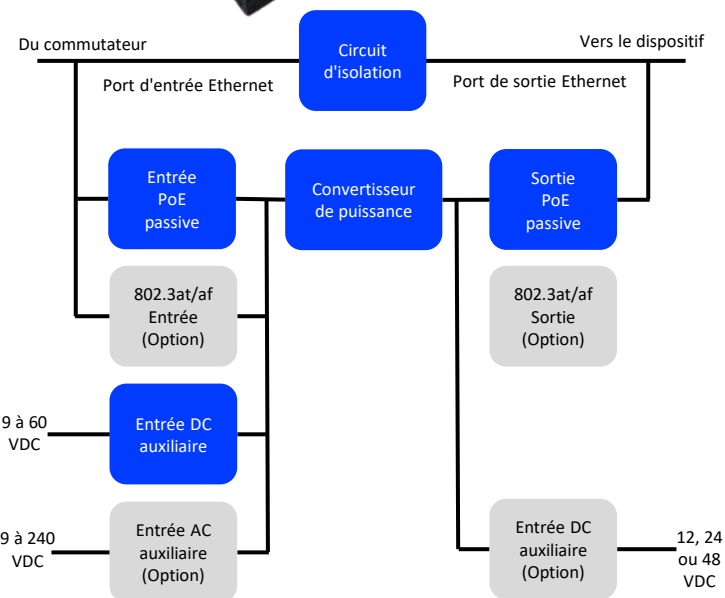 Du commutateur
Circuit
d'isolation
Vers le dispositif
Port d'entrée Ethernet
Port de sortie Ethernet
Entrée
PoE
passive
Convertisseur
de puissance
Sortie
PoE
passive
802.3at/af
Entrée
(Option)
802.3at/af
Sortie
(Option)
9 à 60
VDC
Entrée DC
auxiliaire
9 à 240
VDC
Entrée AC
auxiliaire
(Option)
Entrée DC
auxiliaire
(Option)
12, 24
ou 48
VDC